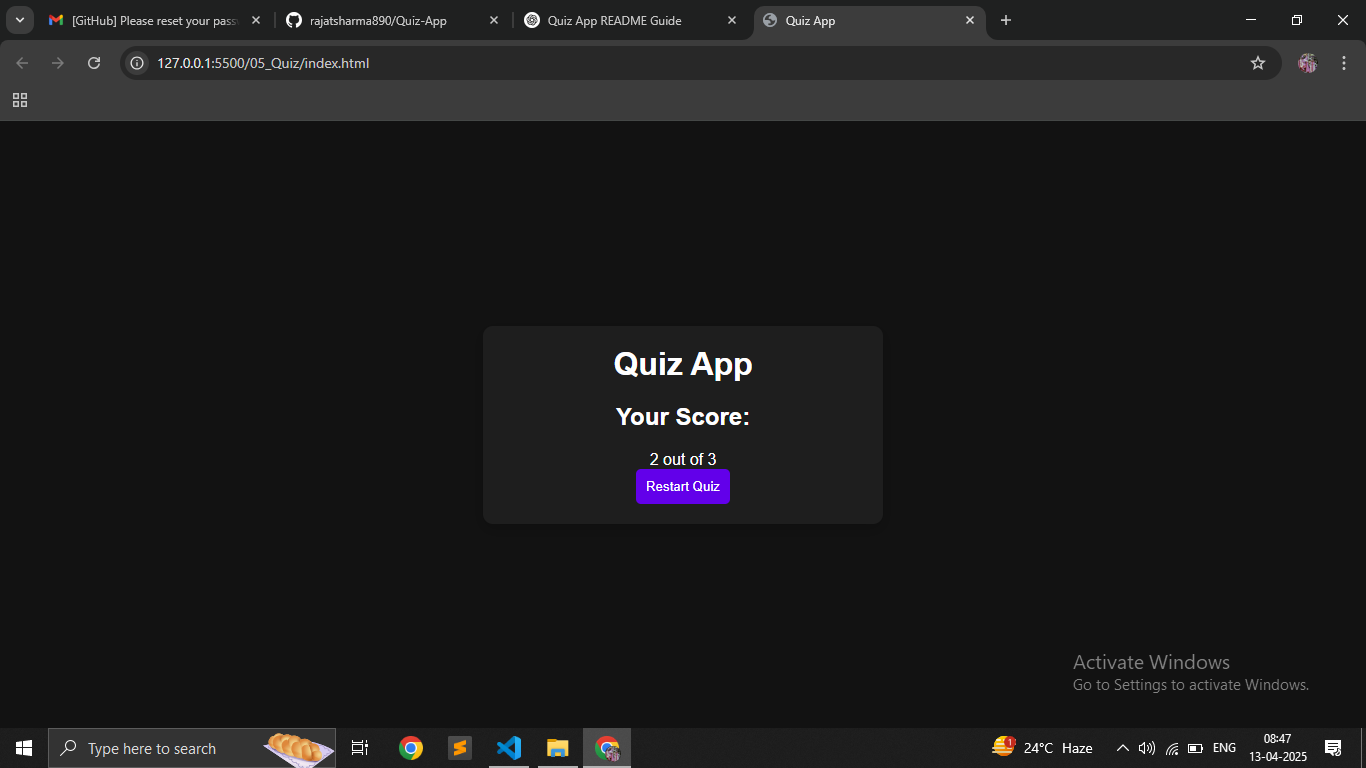 [GitHub] Please reset your pass
rajatsharma890/Quiz-App
Quiz App README Guide
Quiz App
127.0.0.1:5500/05_Quiz/index.html
Quiz App
Your Score:
2 out of 3
Restart Quiz
Activate Windows
Go to Settings to activate Windows.
Type here to search
1
24°C Haze
ENG
08:47
13-04-2025